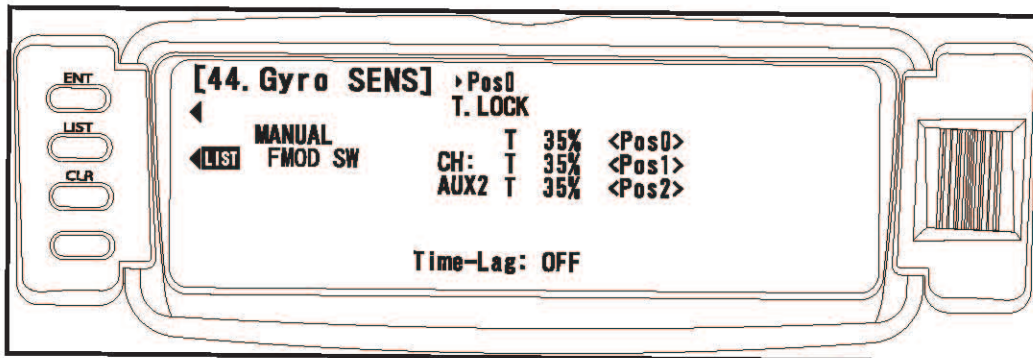 ENT
LIST
CLR
[44. Gyro SENS] ▸Pos0
T. LOCK
MANUAL
LIST FMOD SW
T 35% <Pos0>
CH: T 35% <Pos1>
AUX2 T 35% <Pos2>
Time-Lag: OFF